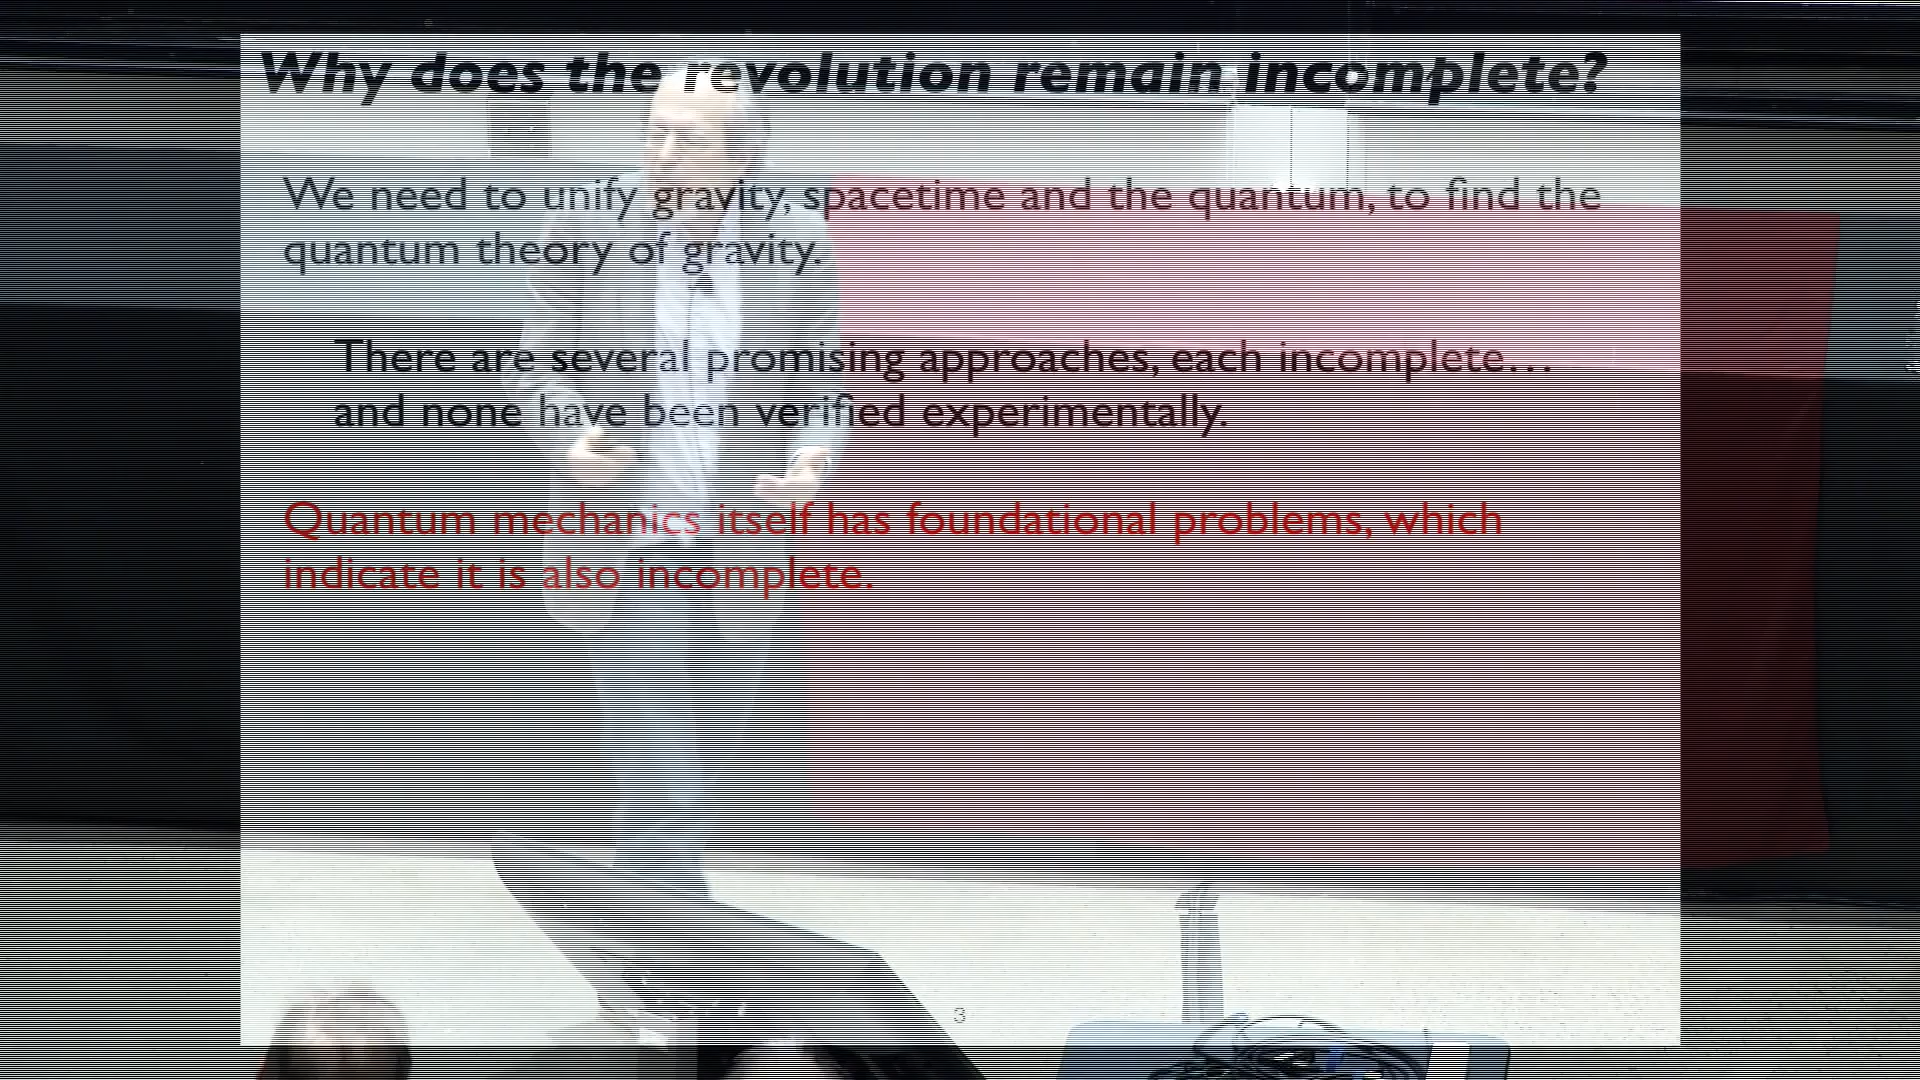 Why does the revolution remain incomplete?
We need to unify gravity, spacetime and the quantum, to find the
quantum theory of gravity.
There are several promising approaches, each incomplete…
and none have been verified experimentally.
Quantum mechanics itself has foundational problems, which
indicate it is also incomplete.
3